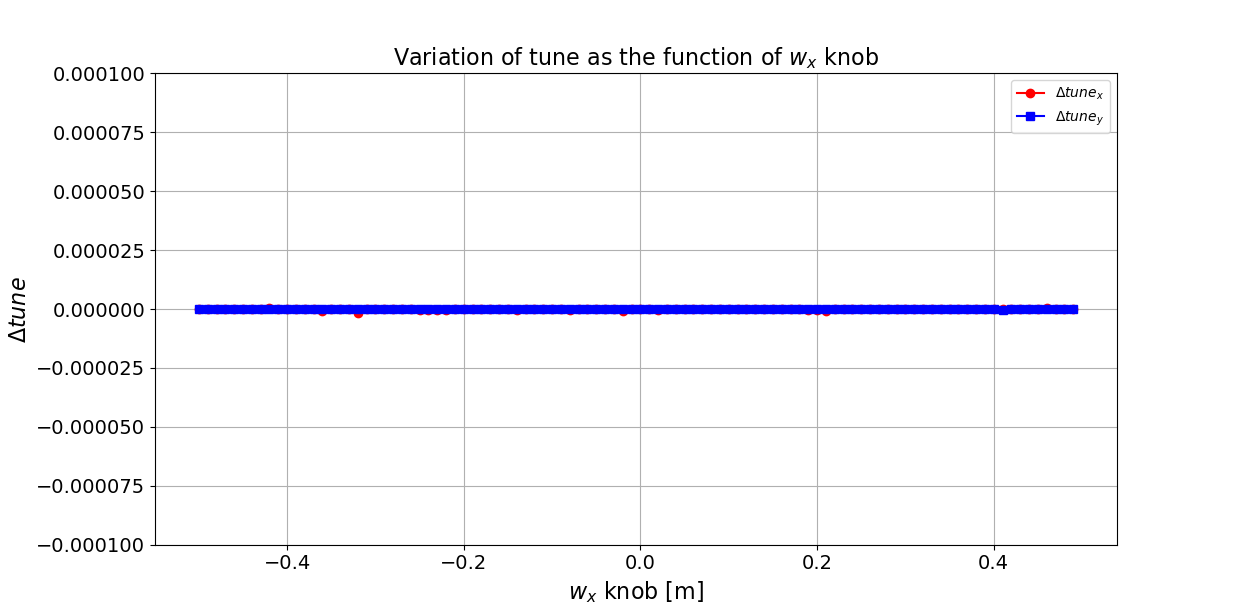 Variation of tune as the function of $w_x$ knob
0.000100
0.000075
0.000050
0.000025
0.000000
−0.000025
−0.000050
−0.000075
−0.000100
Δtune
Δtune_x
Δtune_y
−0.4 −0.2 0.0 0.2 0.4
$w_x$ knob [m]